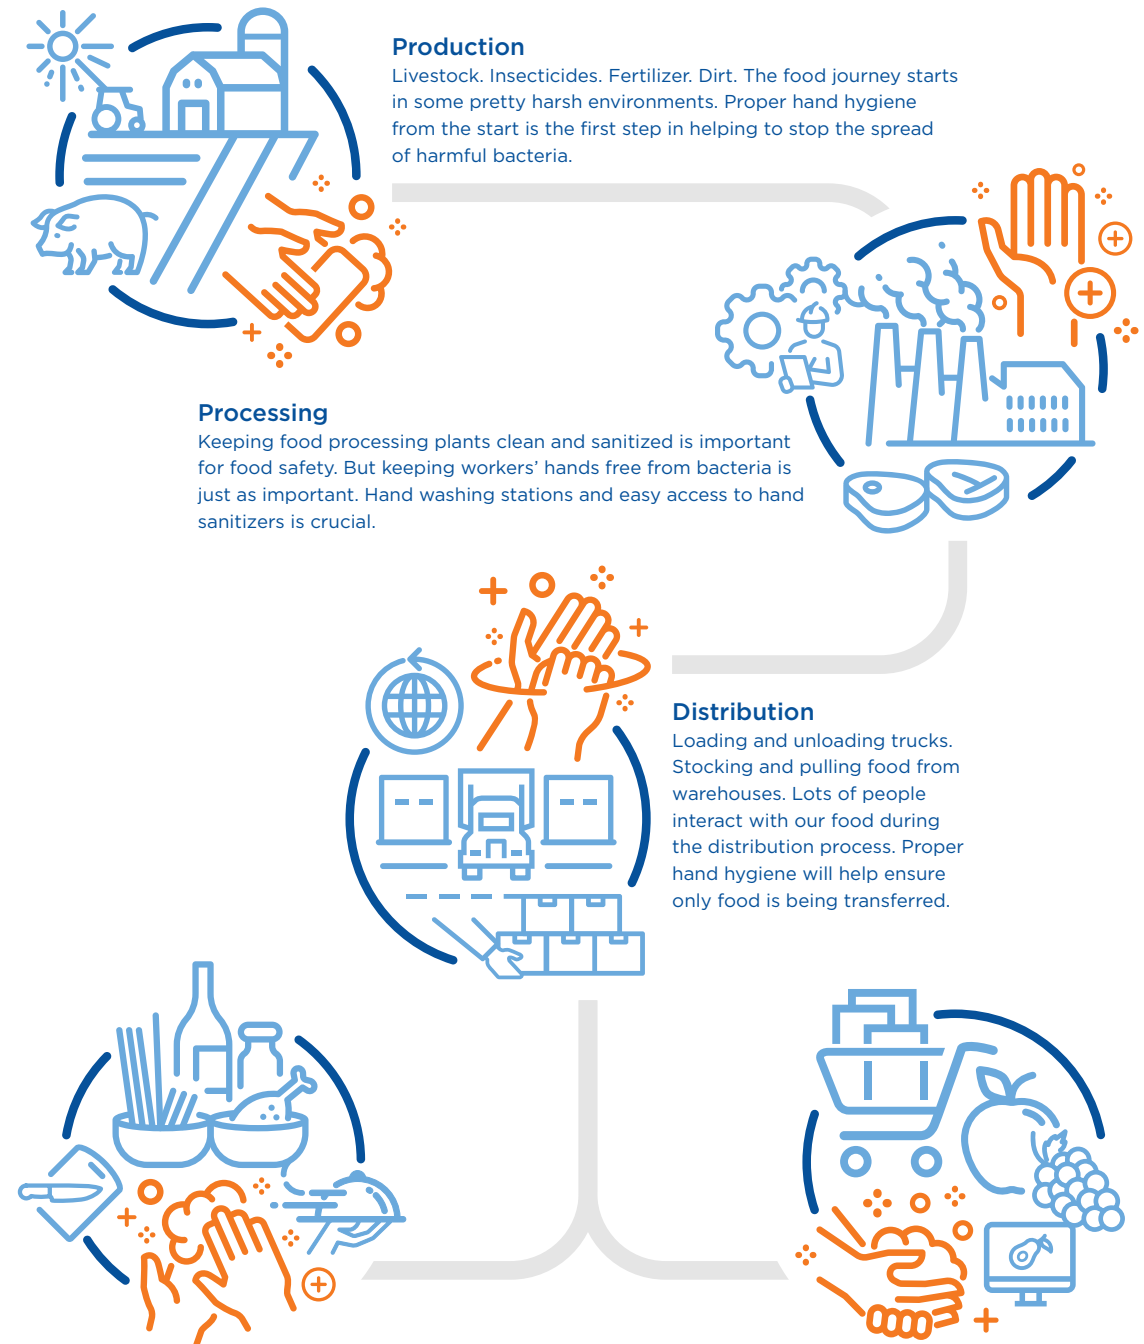 Production
Livestock. Insecticides. Fertilizer. Dirt. The food journey starts
in some pretty harsh environments. Proper hand hygiene
from the start is the first step in helping to stop the spread
of harmful bacteria.
Processing
Keeping food processing plants clean and sanitized is important
for food safety. But keeping workers’ hands free from bacteria is
just as important. Hand washing stations and easy access to hand
sanitizers is crucial.
Distribution
Loading and unloading trucks.
Stocking and pulling food from
warehouses. Lots of people
interact with our food during
the distribution process. Proper
hand hygiene will help ensure
only food is being transferred.